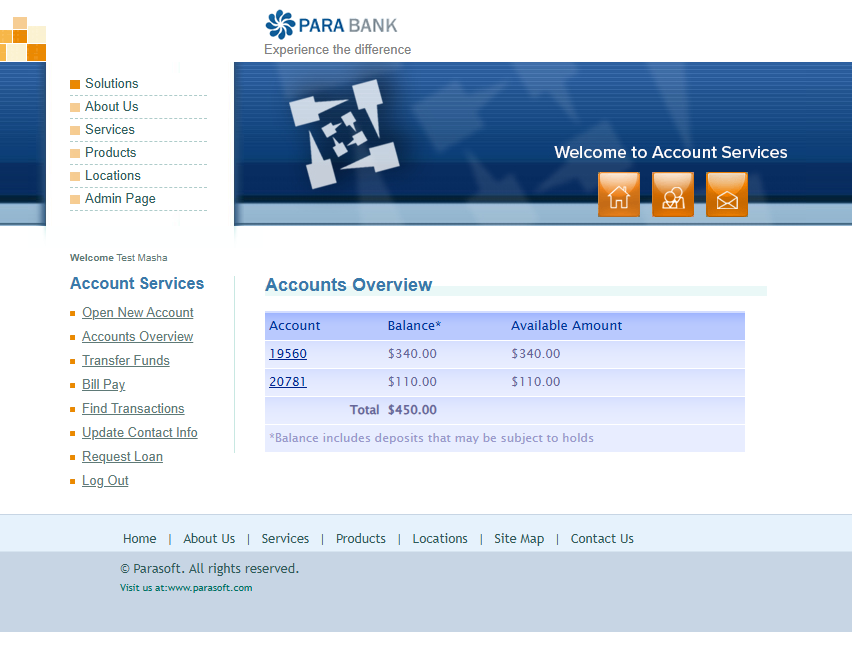 PARA BANK
Experience the difference
Solutions
About Us
Services
Products
Locations
Admin Page
Welcome to Account Services
Welcome Test Masha
Account Services
Open New Account
Accounts Overview
Transfer Funds
Bill Pay
Find Transactions
Update Contact Info
Request Loan
Log Out
Accounts Overview
Account Balance* Available Amount
19560 $340.00 $340.00
20781 $110.00 $110.00
Total $450.00
*Balance includes deposits that may be subject to holds
Home | About Us | Services | Products | Locations | Site Map | Contact Us
© Parasoft. All rights reserved.
Visit us at:www.parasoft.com